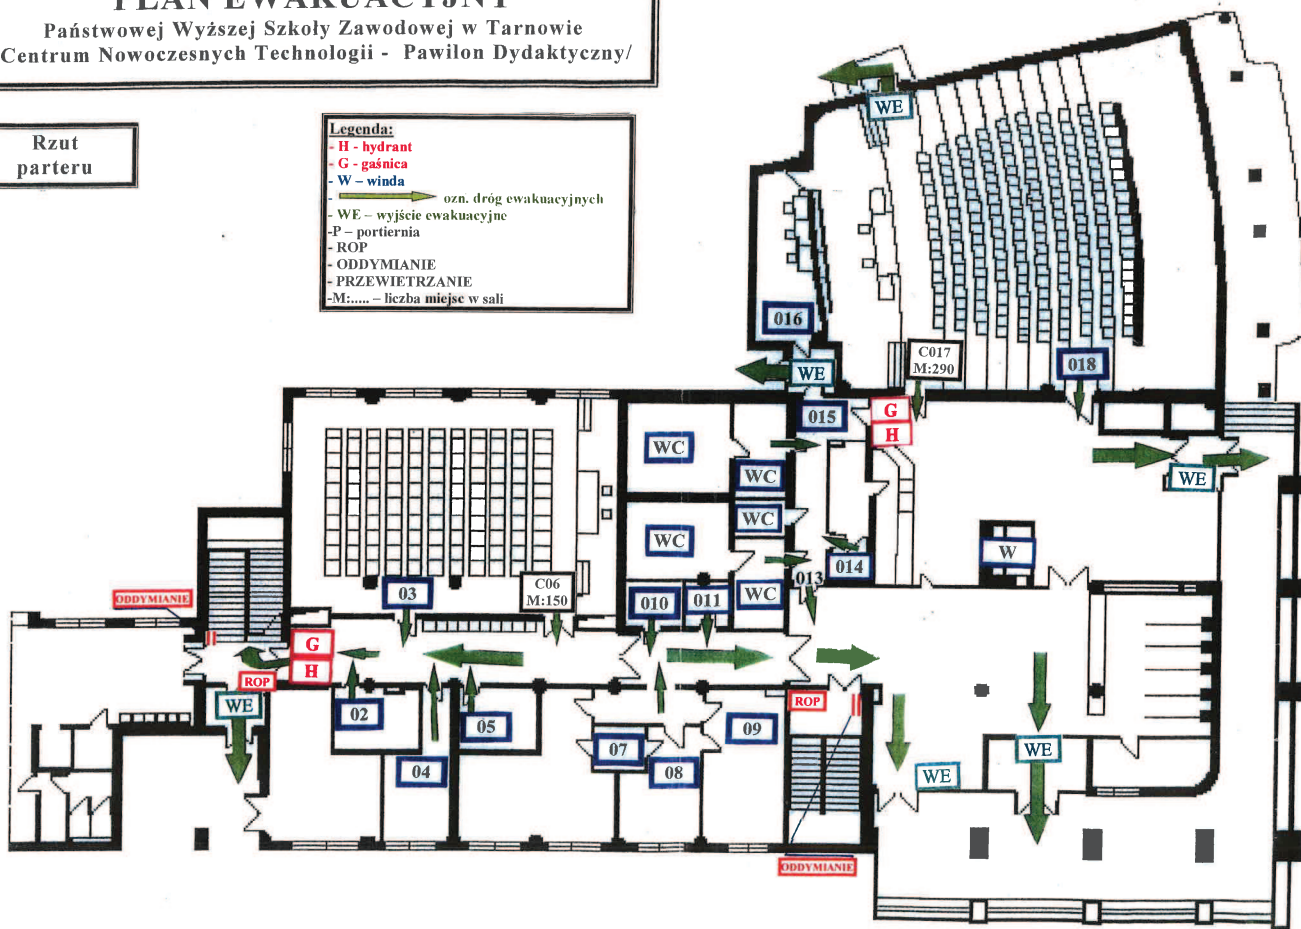 PLAN EWAKUACYJNY
Państwowej Wyższej Szkoły Zawodowej w Tarnowie
Centrum Nowoczesnych Technologii - Pawilon Dydaktyczny/
Rzut
parteru
Legenda:
- H - hydrant
- G - gaśnica
- W – winda
- ozn. dróg ewakuacyjnych
- WE – wyjście ewakuacyjne
-P – portiernia
- ROP
- ODDYMIANIE
- PRZEWIETRZANIE
-M:..... – liczba miejsc w sali
WE
016
WE
C017
M:290
018
015
G
H
WC
WC
WE
WC
WC
W
014
013
WC
ODDYMIANIE
03
C06
M:150
010
011
G
H
ROP
WE
02
05
04
07
08
09
ROP
WE
WE
ODDYMIANIE